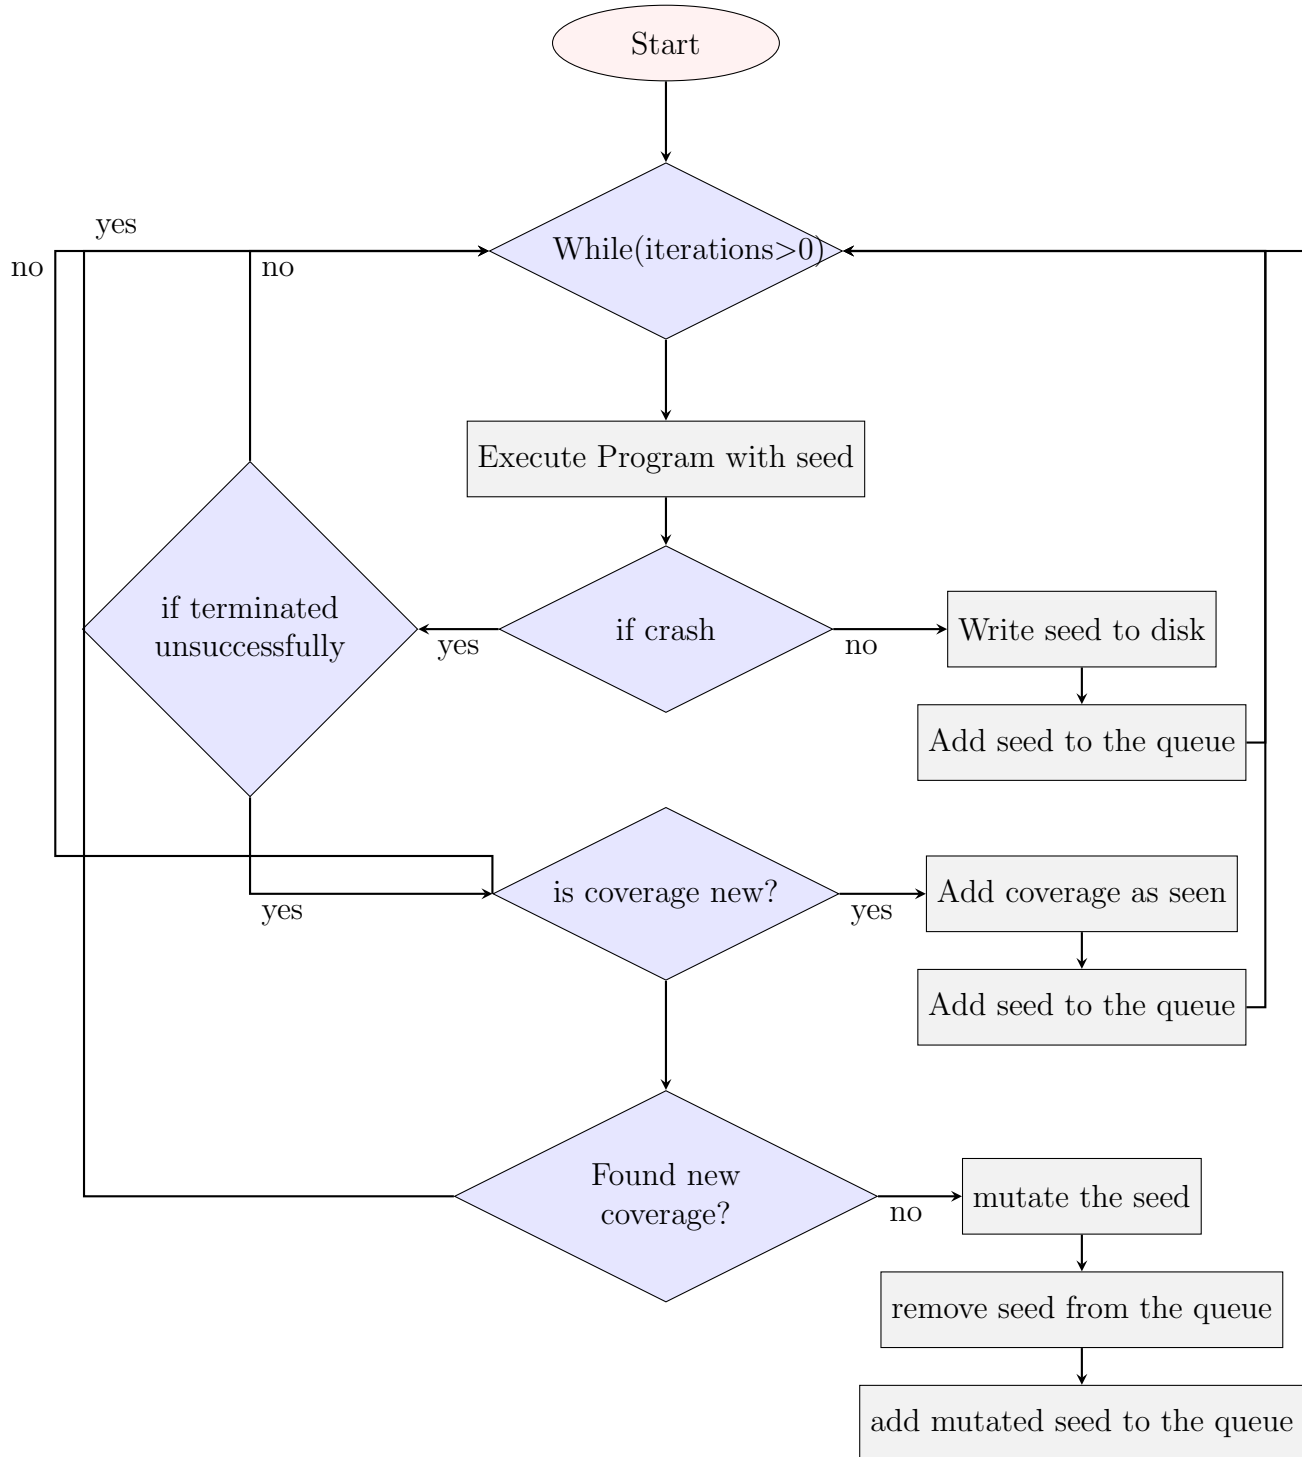 Start
yes
While(iterations>0)
no
no
Execute Program with seed
if terminated
unsuccessfully
yes
if crash
no
Write seed to disk
Add seed to the queue
yes
is coverage new?
yes
Add coverage as seen
Add seed to the queue
Found new
coverage?
no
mutate the seed
remove seed from the queue
add mutated seed to the queue